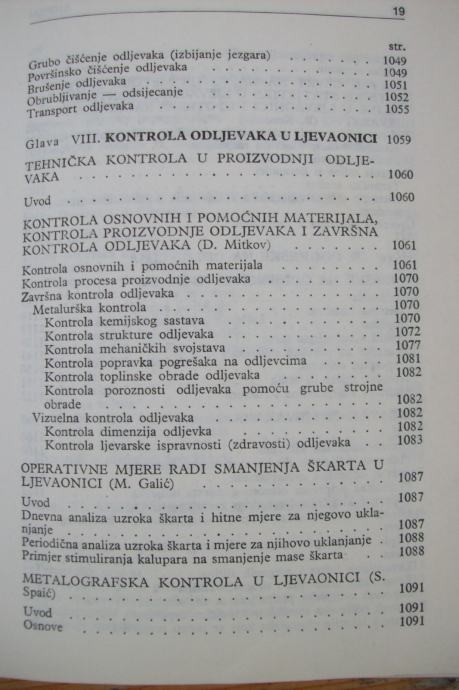 19
str.
Grubo čišćenje odljevaka (izbijanje jezgara) . . . . . . 1049
Površinsko čišćenje odljevaka . . . . . . . . . . 1049
Brušenje odljevaka . . . . . . . . . . . . . 1051
Obrubljivanje — odsijecanje . . . . . . . . . . 1052
Transport odljevaka . . . . . . . . . . . . . 1055
Glava VIII. KONTROLA ODLJEVAKA U LJEVAONICI 1059
TEHNIČKA KONTROLA U PROIZVODNJI ODLJE-
VAKA . . . . . . . . . . . . . . . . . 1060
Uvod . . . . . . . . . . . . . . . . . 1060
KONTROLA OSNOVNIH I POMOĆNIH MATERIJALA,
KONTROLA PROIZVODNJE ODLJEVAKA I ZAVRŠNA
KONTROLA ODLJEVAKA (D. Mitkov) . . . . . . . 1061
Kontrola osnovnih i pomoćnih materijala . . . . . . . 1061
Kontrola procesa proizvodnje odljevaka . . . . . . . 1070
Završna kontrola odljevaka . . . . . . . . . . . 1070
Metalurška kontrola . . . . . . . . . . . . 1070
Kontrola kemijskog sastava . . . . . . . . . 1070
Kontrola strukture odljevaka . . . . . . . . . 1072
Kontrola mehaničkih svojstava . . . . . . . . 1077
Kontrola popravka pogrešaka na odljevcima . . . . 1081
Kontrola toplinske obrade odljevaka . . . . . . 1082
Kontrola poroznosti odljevaka pomoću grube strojne
obrade . . . . . . . . . . . . . . . 1082
Vizuelna kontrola odljevaka . . . . . . . . . . 1082
Kontrola dimenzija odljevka . . . . . . . . . 1082
Kontrola ljevarske ispravnosti (zdravosti) odljevaka . . 1083
OPERATIVNE MJERE RADI SMANJENJA ŠKARTA U
LJEVAONICI (M. Galić) . . . . . . . . . . . 1087
Uvod . . . . . . . . . . . . . . . . . 1087
Dnevna analiza uzroka škarta i hitne mjere za njegovo ukla-
njanje . . . . . . . . . . . . . . . . 1087
Periodična analiza uzroka škarta i mjere za njihovo uklanjanje . 1088
Primjer stimuliranja kalupara na smanjenje mase škarta . . 1088
METALOGRAFSKA KONTROLA U LJEVAONICI (S.
Spaić) . . . . . . . . . . . . . . . . 1091
Uvod . . . . . . . . . . . . . . . . . 1091
Osnove . . . . . . . . . . . . . . . . 1091